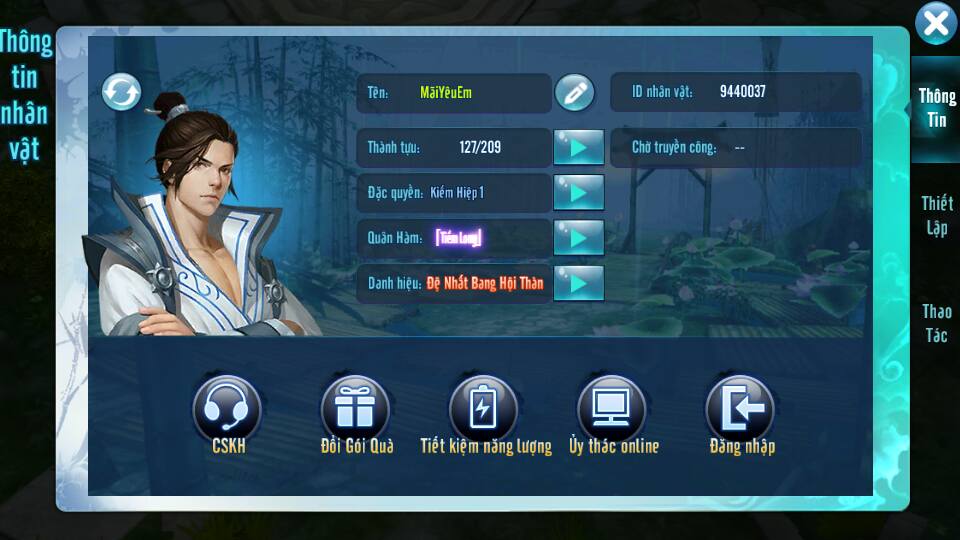 Thông
tin
nhân
vật
Tên: MãiYêuEm
ID nhân vật: 9440037
Thành tựu: 127/209
Chờ truyền công: --
Đặc quyền: Kiếm Hiệp 1
Quân Hàm: [Tiềm Long]
Danh hiệu: Đệ Nhất Bang Hội Thàn
CSKH
Đổi Gói Quà
Tiết kiệm năng lượng
Ủy thác online
Đăng nhập
Thông
Tin
Thiết
Lập
Thao
Tác